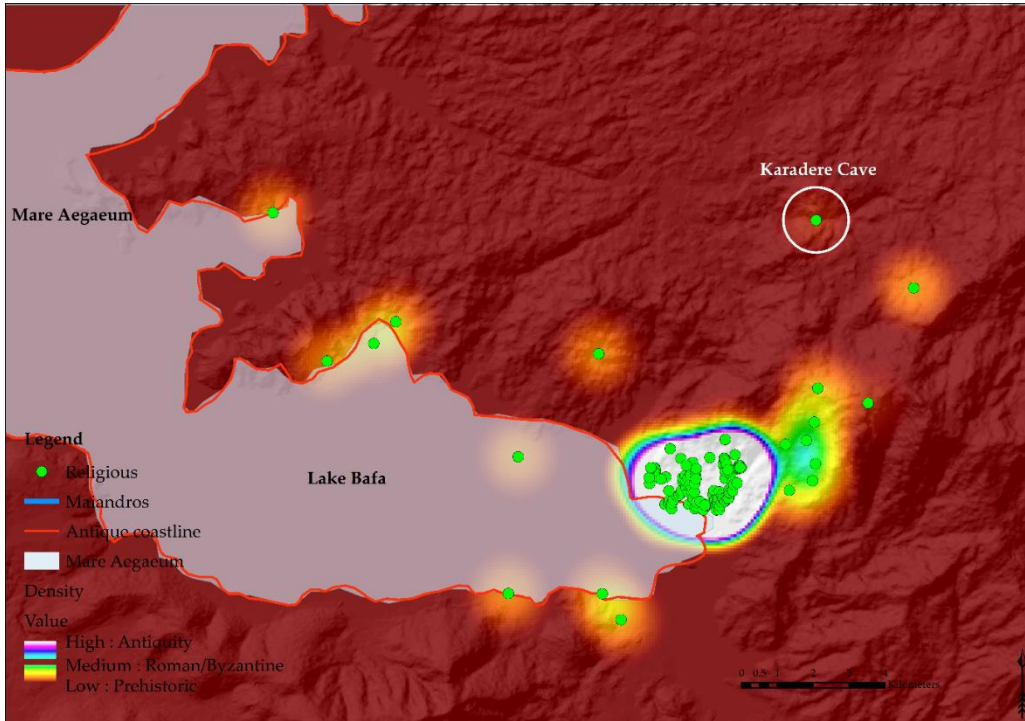 Karadere Cave
Mare Aegaeum
Lake Bafa
Legend
Religious
Maiandros
Antique coastline
Mare Aegaeum
Density
Value
High : Antiquity
Medium : Roman/Byzantine
Low : Prehistoric
0 0.5 1 2 3 4
Kilometers